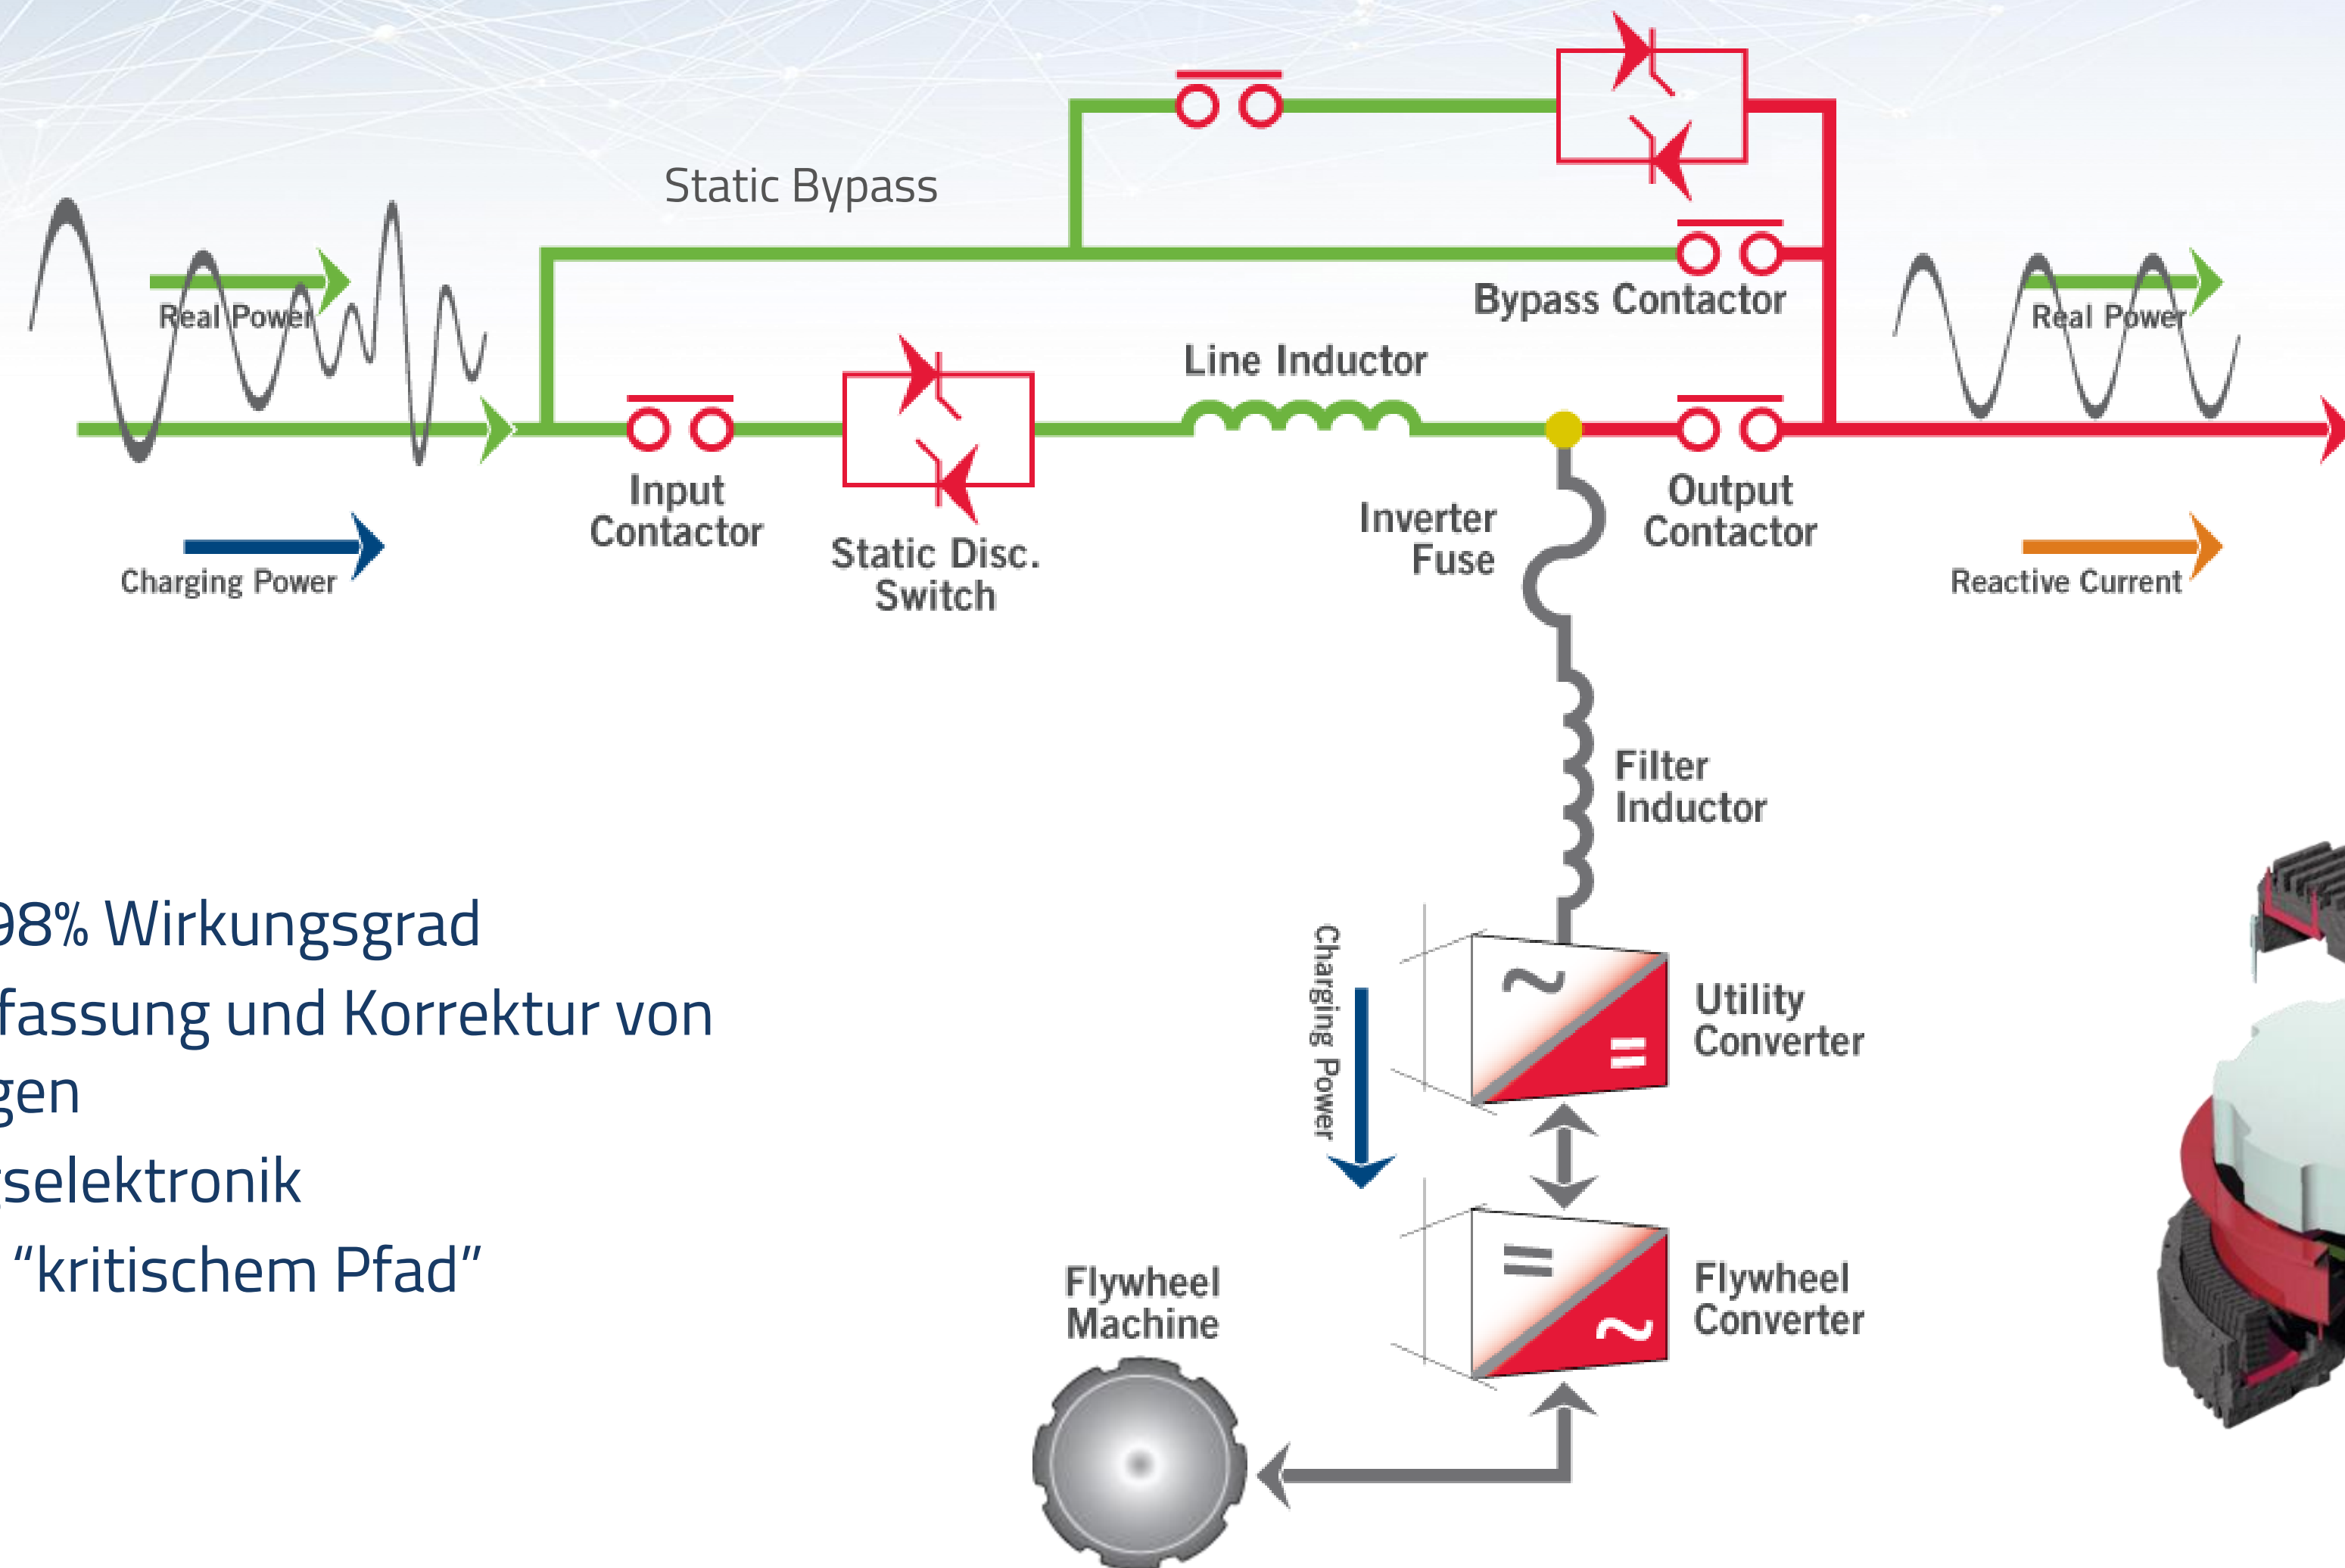 Static Bypass
Real Power
Bypass Contactor
Real Power
Line Inductor
Input
Contactor
Static Disc.
Switch
Inverter
Fuse
Output
Contactor
Charging Power
Reactive Current
Filter
Inductor
98% Wirkungsgrad
fassung und Korrektur von
gen
gselektronik
“kritischem Pfad”
Charging Power
Utility
Converter
Flywheel
Machine
Flywheel
Converter